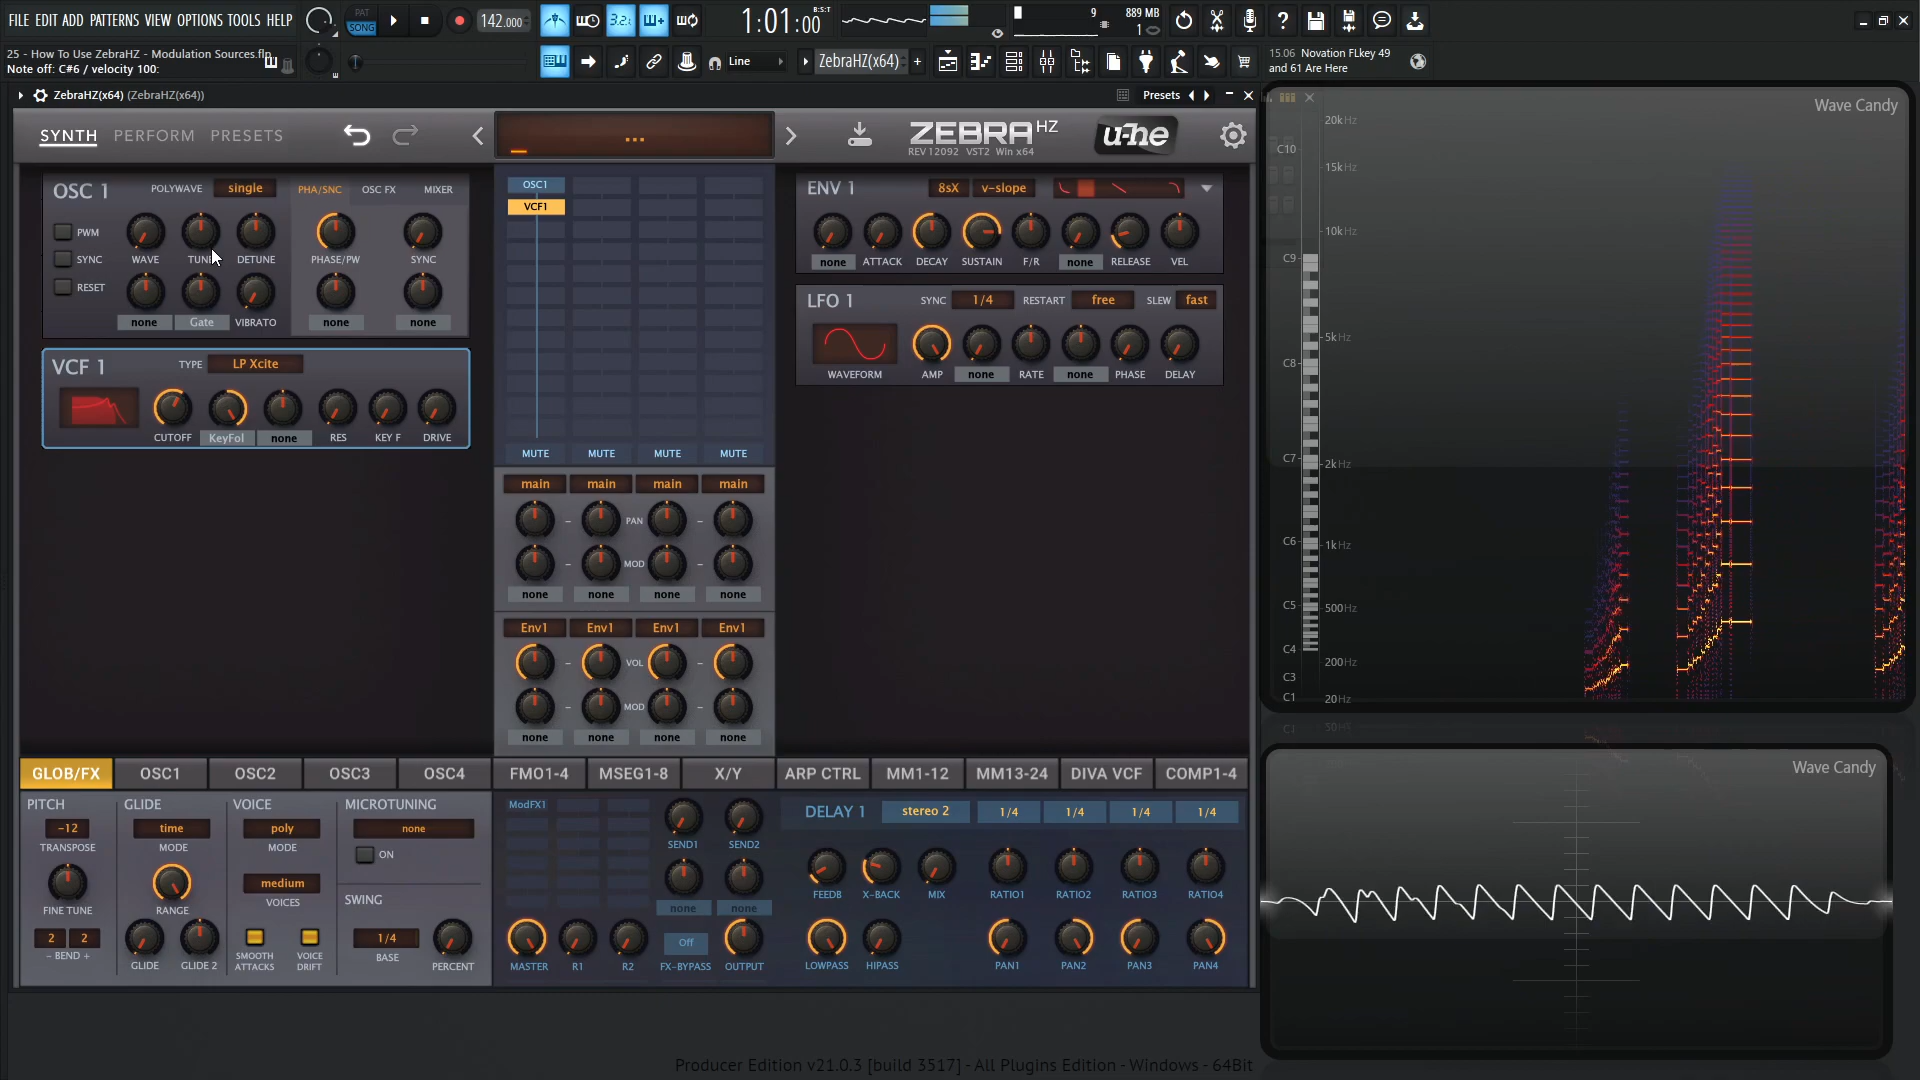 FILE EDIT ADD PATTERNS VIEW OPTIONS TOOLS HELP
PAT
SONG
142.000
3.2:
1:01:00
B:S:T
9
889 MB
1
25 - How To Use ZebraHZ - Modulation Sources.flp
Note off: C#6 / velocity 100:
Line
ZebraHZ(x64)
15.06 Novation FLkey 49
and 61 Are Here
ZebraHZ(x64) (ZebraHZ(x64))
Presets
SYNTH PERFORM PRESETS
...
ZEBRA HZ
REV 12092 VST2 Win x64
u-he
OSC 1
POLYWAVE single
PHA/SNC OSC FX MIXER
PWM
SYNC
RESET
WAVE TUNE DETUNE
PHASE/PW SYNC
none Gate VIBRATO none none
VCF 1
TYPE LP Xcite
CUTOFF KeyFol none RES KEY F DRIVE
OSC1
VCF1
MUTE MUTE MUTE MUTE
main main main main
PAN
MOD
none none none none
Env1 Env1 Env1 Env1
VOL
MOD
none none none none
ENV 1
8sX v-slope
none ATTACK DECAY SUSTAIN F/R none RELEASE VEL
LFO 1
SYNC 1/4 RESTART free SLEW fast
WAVEFORM AMP none RATE none PHASE DELAY
GLOB/FX OSC1 OSC2 OSC3 OSC4 FMO1-4 MSEG1-8 X/Y ARP CTRL MM1-12 MM13-24 DIVA VCF COMP1-4
PITCH
-12
TRANSPOSE
FINE TUNE
2 2
- BEND +
GLIDE
time
MODE
RANGE
GLIDE GLIDE 2
VOICE
poly
MODE
medium
VOICES
SMOOTH ATTACKS
VOICE DRIFT
MICROTUNING
none
ON
SWING
1/4
BASE
PERCENT
ModFX1
SEND1 SEND2
none none
Off
MASTER R1 R2 FX-BYPASS OUTPUT
DELAY 1
stereo 2 1/4 1/4 1/4 1/4
FEEDB X-BACK MIX RATIO1 RATIO2 RATIO3 RATIO4
LOWPASS HIPASS PAN1 PAN2 PAN3 PAN4
Wave Candy
20kHz
C10
15kHz
10kHz
C9
5kHz
C8
C7
2kHz
C6
1kHz
C5
500Hz
C4
200Hz
C3
C1
20Hz
Wave Candy
Producer Edition v21.0.3 [build 3517] - All Plugins Edition - Windows - 64Bit